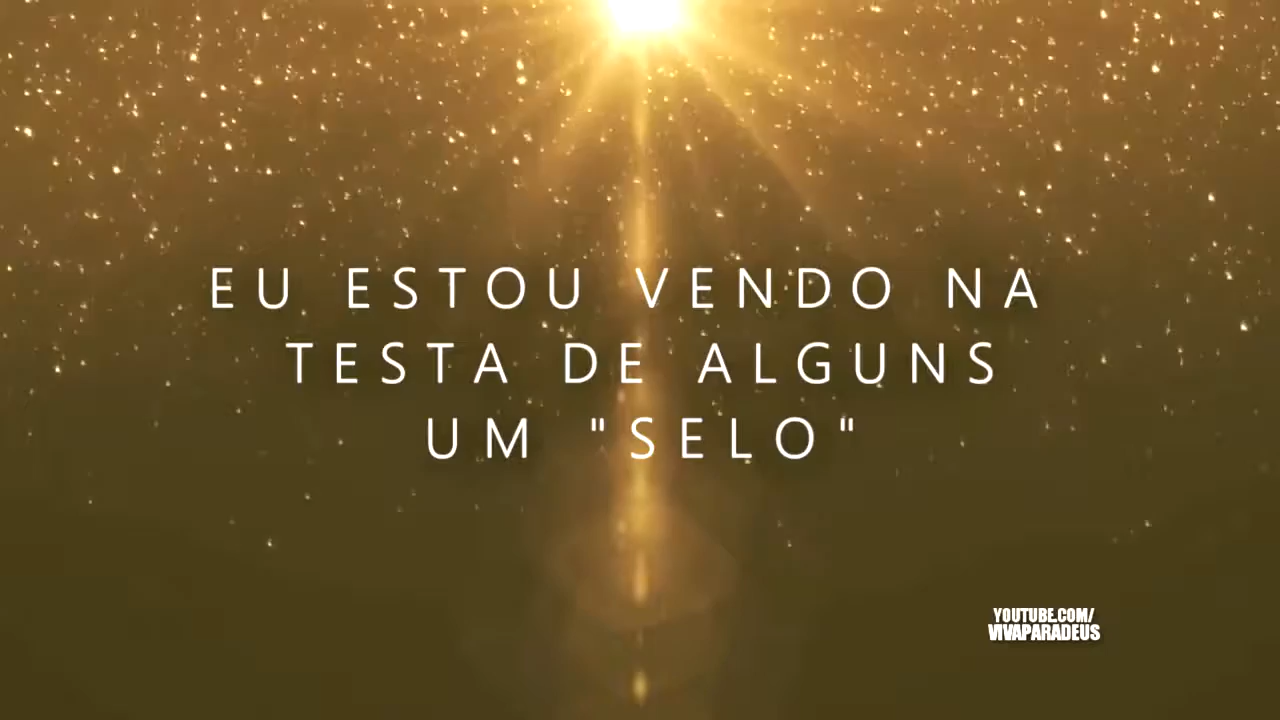 EU ESTOU VENDO NA
TESTA DE ALGUNS
UM "SELO"
YOUTUBE.COM/
VIVAPARADEUS